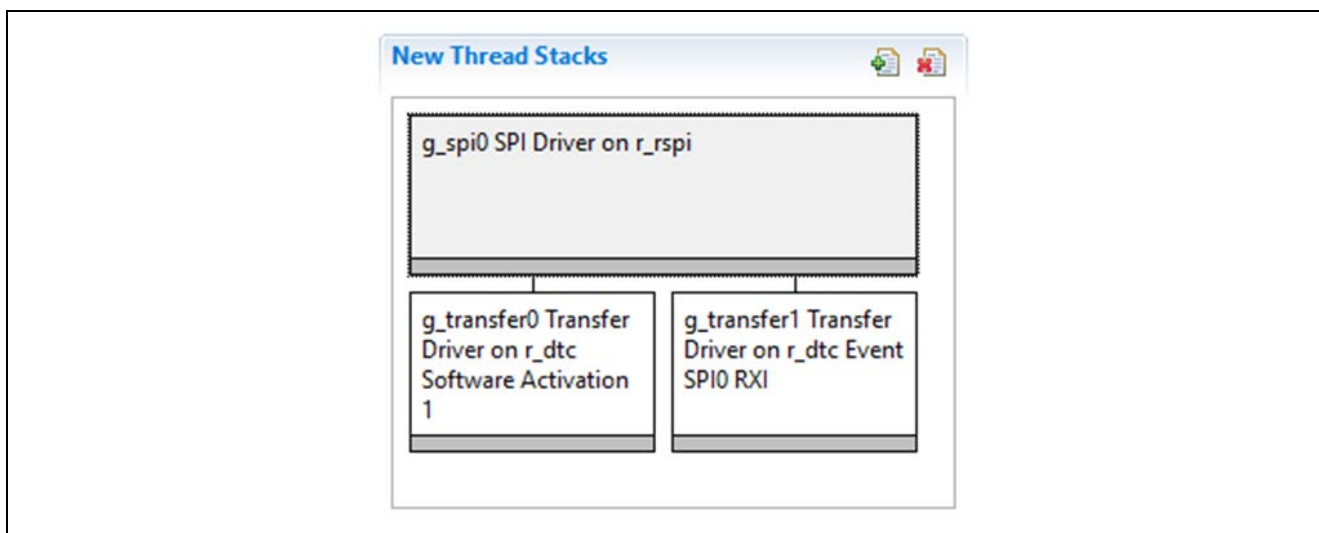 New Thread Stacks
g_spi0 SPI Driver on r_rspi
g_transfer0 Transfer
Driver on r_dtc
Software Activation
1
g_transfer1 Transfer
Driver on r_dtc Event
SPI0 RXI